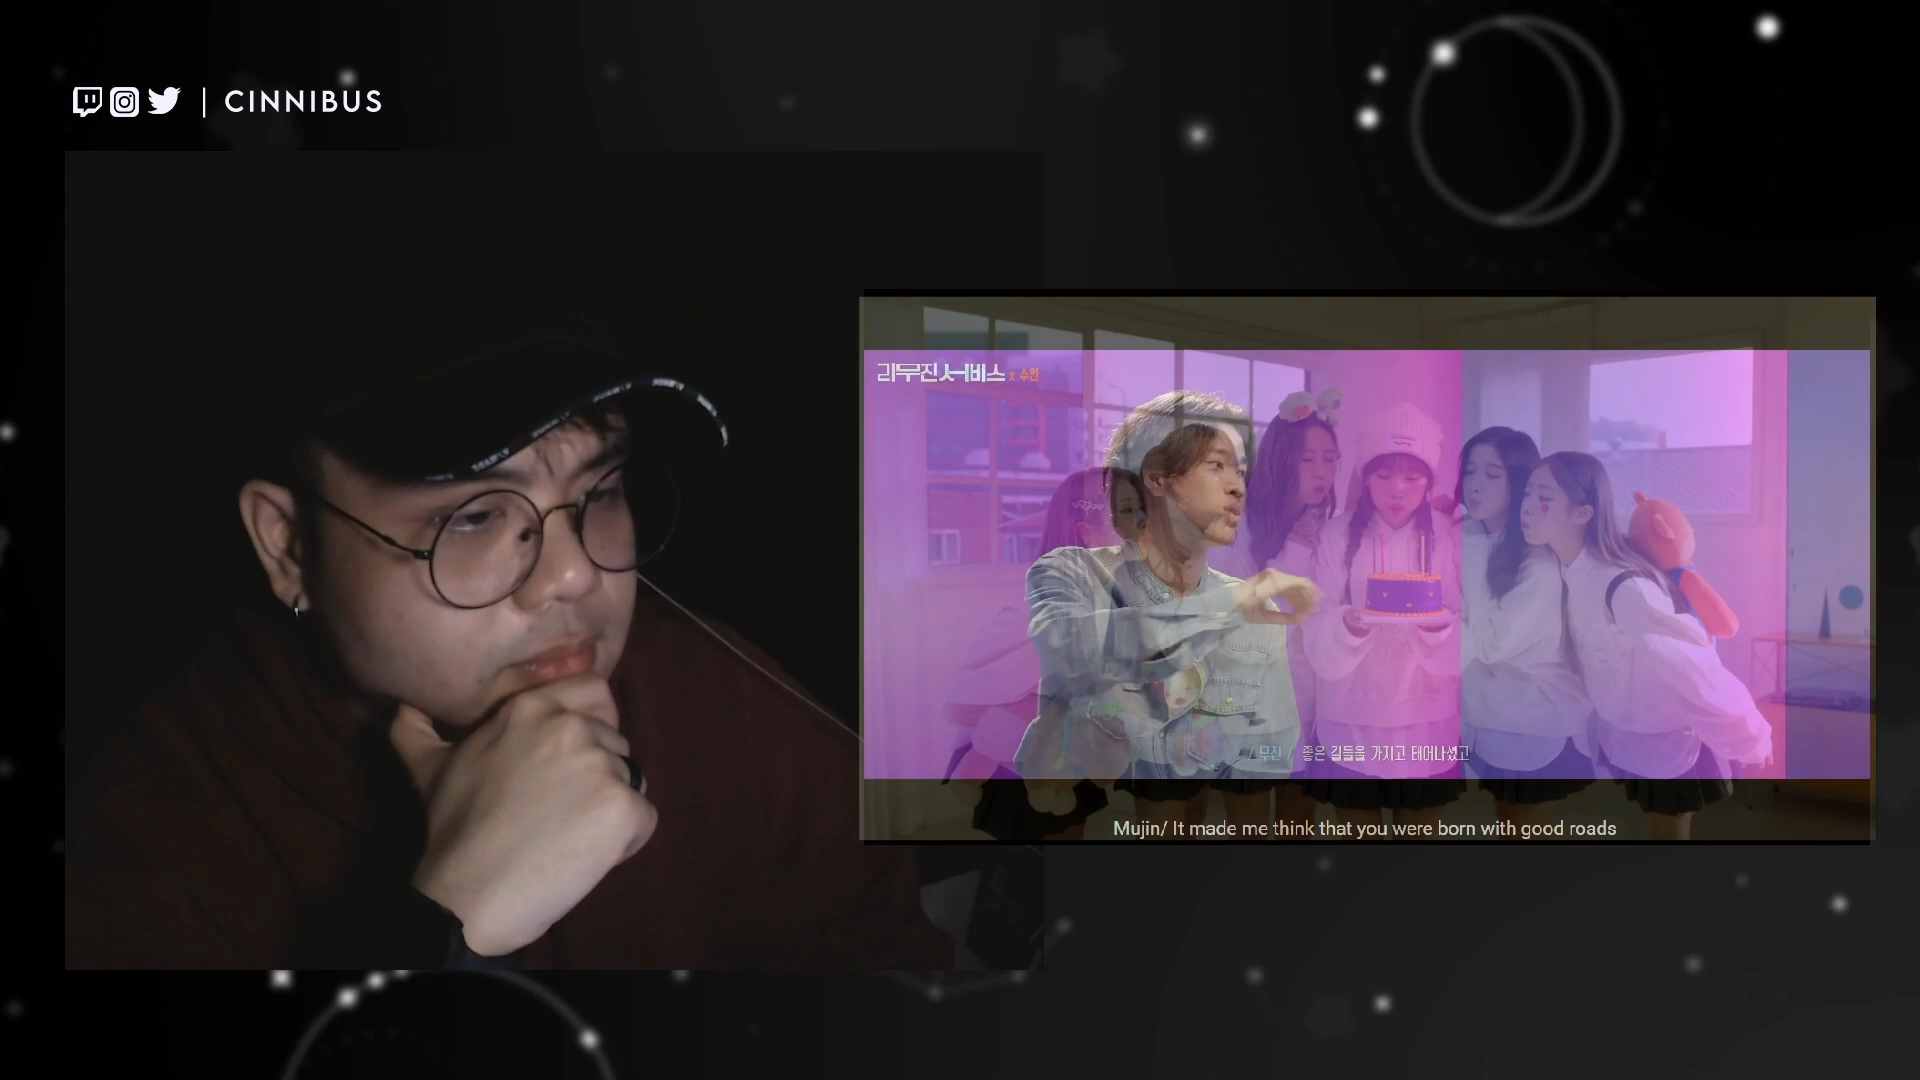 | CINNIBUS
리무진서비스 x 수진
/ 무진 / 좋은 길들을 가지고 태어나셨고
Mujin/ It made me think that you were born with good roads